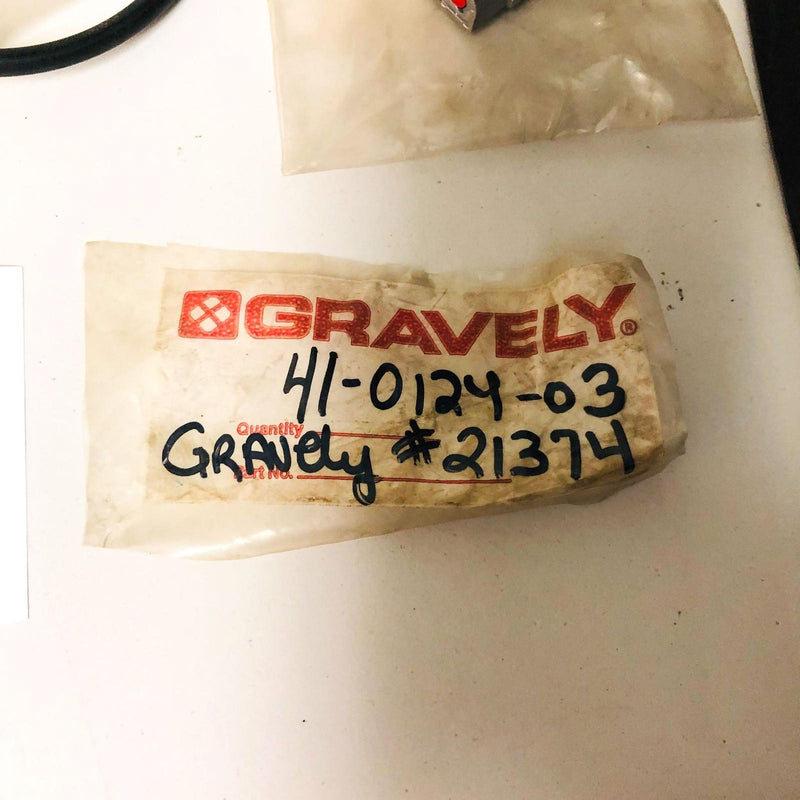 GRAVELY®
41-0124-03
Quantity
GRAVely #21374
Part No.